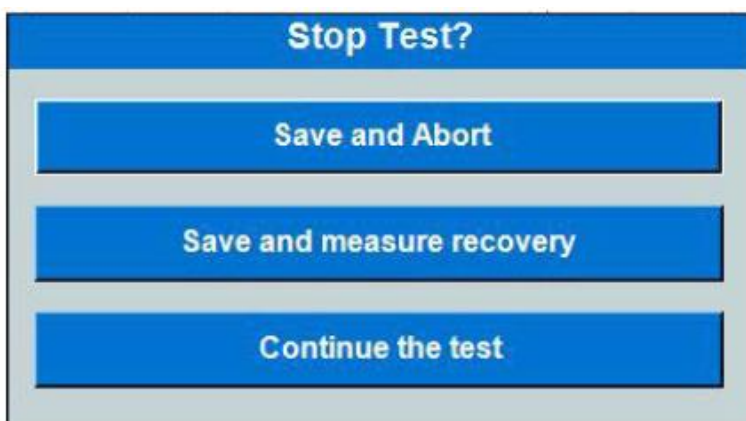 Stop Test?
Save and Abort
Save and measure recovery
Continue the test